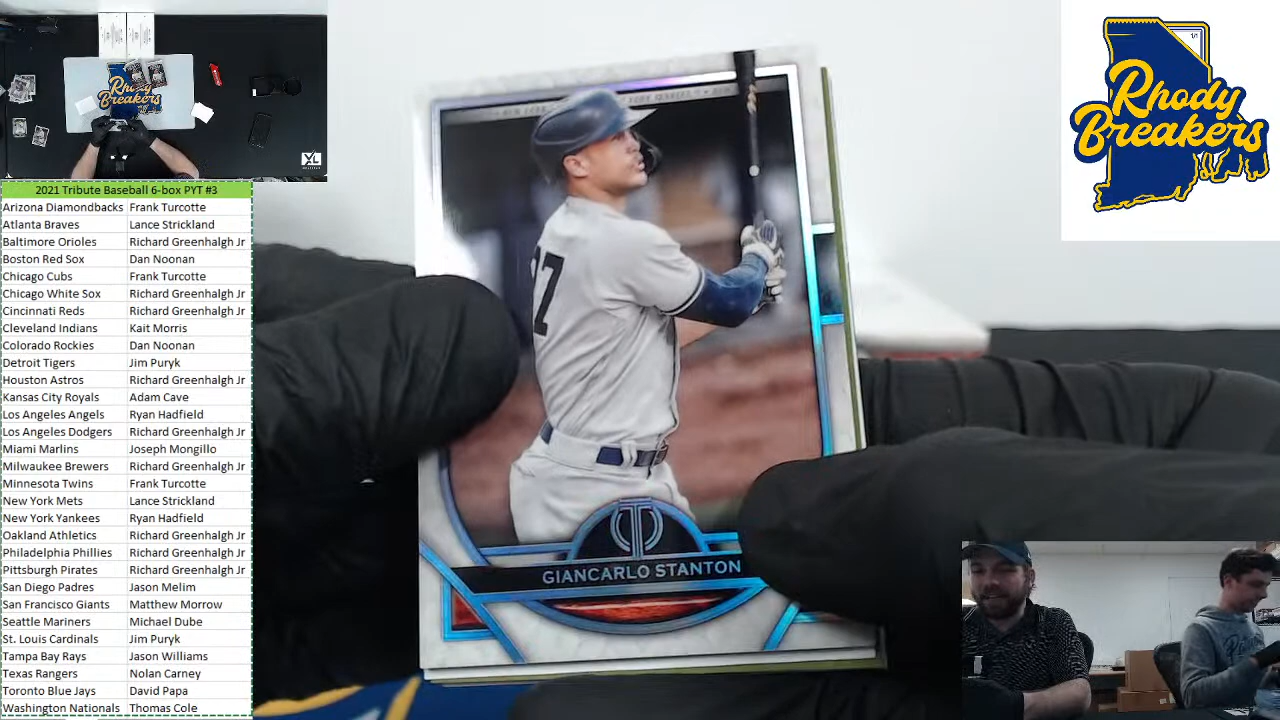 2021 Tribute Baseball 6-box PYT #3
Arizona Diamondbacks Frank Turcotte
Atlanta Braves Lance Strickland
Baltimore Orioles Richard Greenhalgh Jr
Boston Red Sox Dan Noonan
Chicago Cubs Frank Turcotte
Chicago White Sox Richard Greenhalgh Jr
Cincinnati Reds Richard Greenhalgh Jr
Cleveland Indians Kait Morris
Colorado Rockies Dan Noonan
Detroit Tigers Jim Puryk
Houston Astros Richard Greenhalgh Jr
Kansas City Royals Adam Cave
Los Angeles Angels Ryan Hadfield
Los Angeles Dodgers Richard Greenhalgh Jr
Miami Marlins Joseph Mongillo
Milwaukee Brewers Richard Greenhalgh Jr
Minnesota Twins Frank Turcotte
New York Mets Lance Strickland
New York Yankees Ryan Hadfield
Oakland Athletics Richard Greenhalgh Jr
Philadelphia Phillies Richard Greenhalgh Jr
Pittsburgh Pirates Richard Greenhalgh Jr
San Diego Padres Jason Melim
San Francisco Giants Matthew Morrow
Seattle Mariners Michael Dube
St. Louis Cardinals Jim Puryk
Tampa Bay Rays Jason Williams
Texas Rangers Nolan Carney
Toronto Blue Jays David Papa
Washington Nationals Thomas Cole
Rhody
Breakers
XL
27
T
GIANCARLO STANTON
1/1
Rhody
Breakers